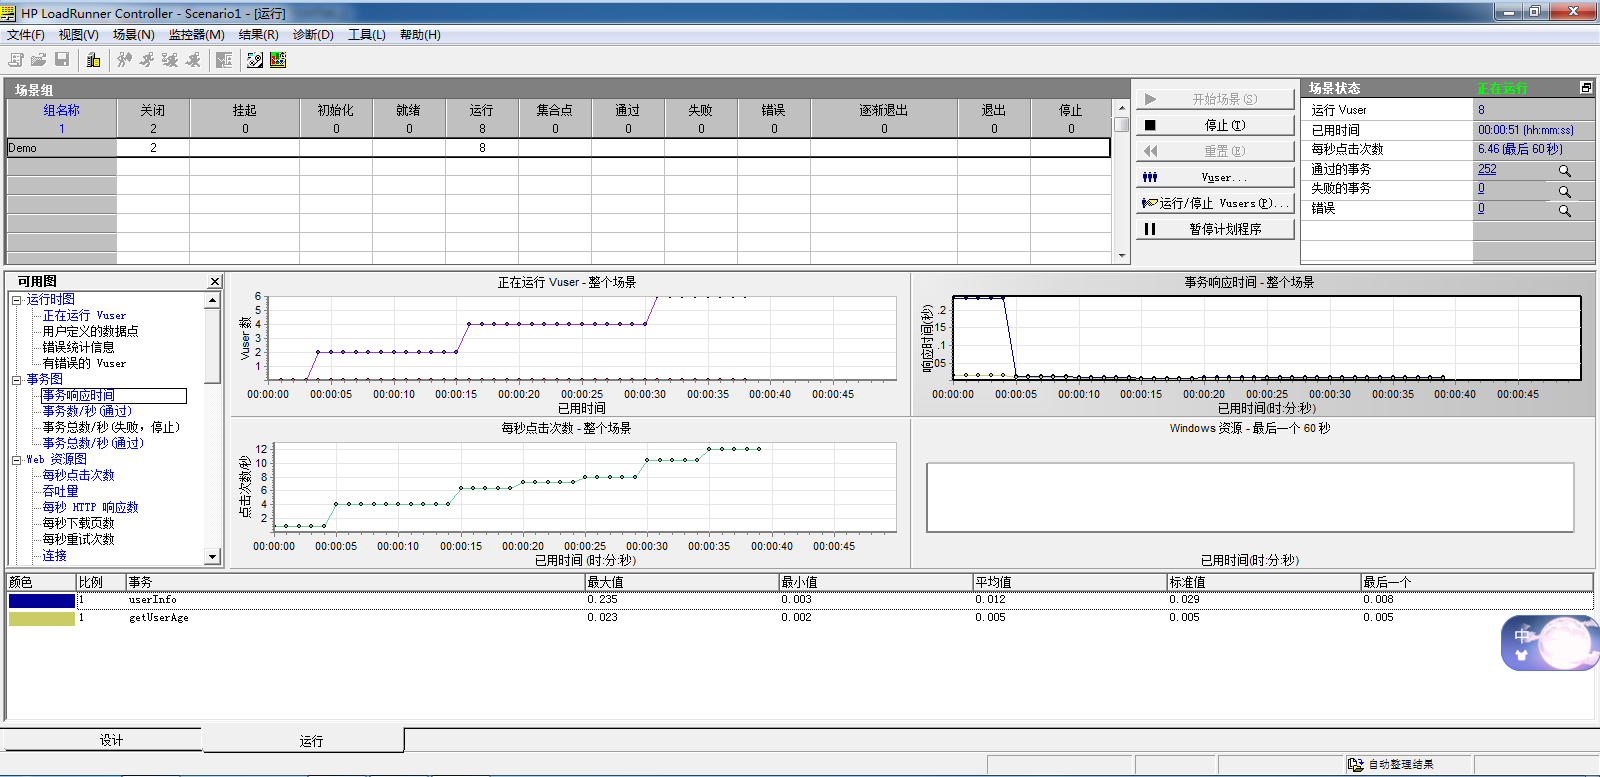 HP LoadRunner Controller - Scenario1 - [运行]
文件(F) 视图(V) 场景(N) 监控器(M) 结果(R) 诊断(D) 工具(L) 帮助(H)
场景组
组名称 关闭 挂起 初始化 就绪 运行 集合点 通过 失败 错误 逐渐退出 退出 停止
1 2 0 0 0 8 0 0 0 0 0 0 0
Demo 2 8
开始场景(S)
停止(T)
重置(E)
Vuser...
运行/停止 Vusers(P)...
暂停计划程序
场景状态 正在运行
运行 Vuser 8
已用时间 00:00:51 (hh:mm:ss)
每秒点击次数 6.46 (最后 60 秒)
通过的事务 252
失败的事务 0
错误 0
可用图
运行时图
正在运行 Vuser
用户定义的数据点
错误统计信息
有错误的 Vuser
事务图
事务响应时间
事务数/秒(通过)
事务总数/秒(失败, 停止)
事务总数/秒(通过)
Web 资源图
每秒点击次数
吞吐量
每秒 HTTP 响应数
每秒下载页数
每秒重试次数
连接
正在运行 Vuser - 整个场景
Vuser 数
6
5
4
3
2
1
00:00:00 00:00:05 00:00:10 00:00:15 00:00:20 00:00:25 00:00:30 00:00:35 00:00:40 00:00:45
已用时间
事务响应时间 - 整个场景
响应时间(秒)
.2
15
.1
05
00:00:00 00:00:05 00:00:10 00:00:15 00:00:20 00:00:25 00:00:30 00:00:35 00:00:40 00:00:45
已用时间(时:分:秒)
每秒点击次数 - 整个场景
点击次数/秒
12
10
8
6
4
2
00:00:00 00:00:05 00:00:10 00:00:15 00:00:20 00:00:25 00:00:30 00:00:35 00:00:40 00:00:45
已用时间 (时:分:秒)
Windows 资源 - 最后一个 60 秒
已用时间(时:分:秒)
颜色 比例 事务 最大值 最小值 平均值 标准值 最后一个
1 userInfo 0.235 0.003 0.012 0.029 0.008
1 getUserAge 0.023 0.002 0.005 0.005 0.005
中
设计 运行
自动整理结果